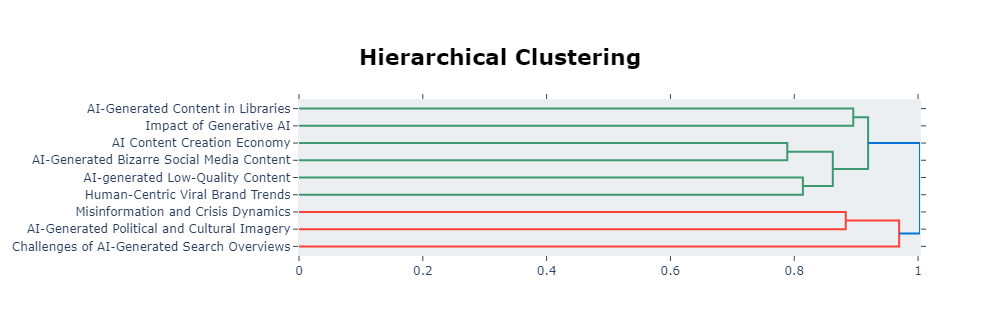 Hierarchical Clustering
AI-Generated Content in Libraries
Impact of Generative AI
AI Content Creation Economy
AI-Generated Bizarre Social Media Content
AI-generated Low-Quality Content
Human-Centric Viral Brand Trends
Misinformation and Crisis Dynamics
AI-Generated Political and Cultural Imagery
Challenges of AI-Generated Search Overviews
0 0.2 0.4 0.6 0.8 1